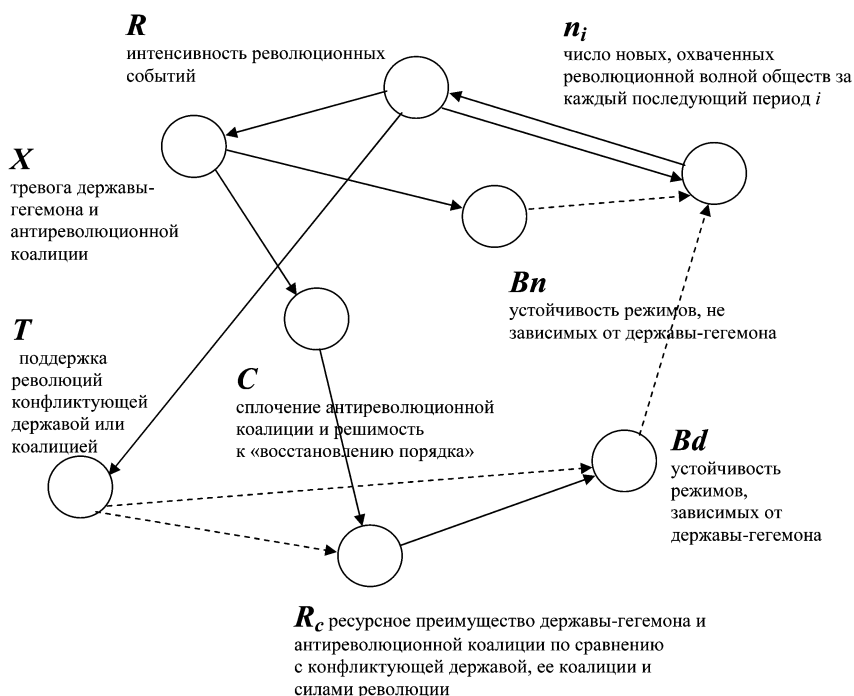 R
интенсивность революционных
событий
n i
число новых, охваченных
революционной волной обществ за
каждый последующий период i
X
тревога державы-
гегемона и
антиреволюционной
коалиции
Bn
устойчивость режимов, не
зависимых от державы-гегемона
T
поддержка
революций
конфликтующей
державой или
коалицией
C
сплочение антиреволюционной
коалиции и решимость
к «восстановлению порядка»
Bd
устойчивость
режимов,
зависимых от
державы-гегемона
Rc ресурсное преимущество державы-гегемона и
антиреволюционной коалиции по сравнению
с конфликтующей державой, ее коалиции и
силами революции